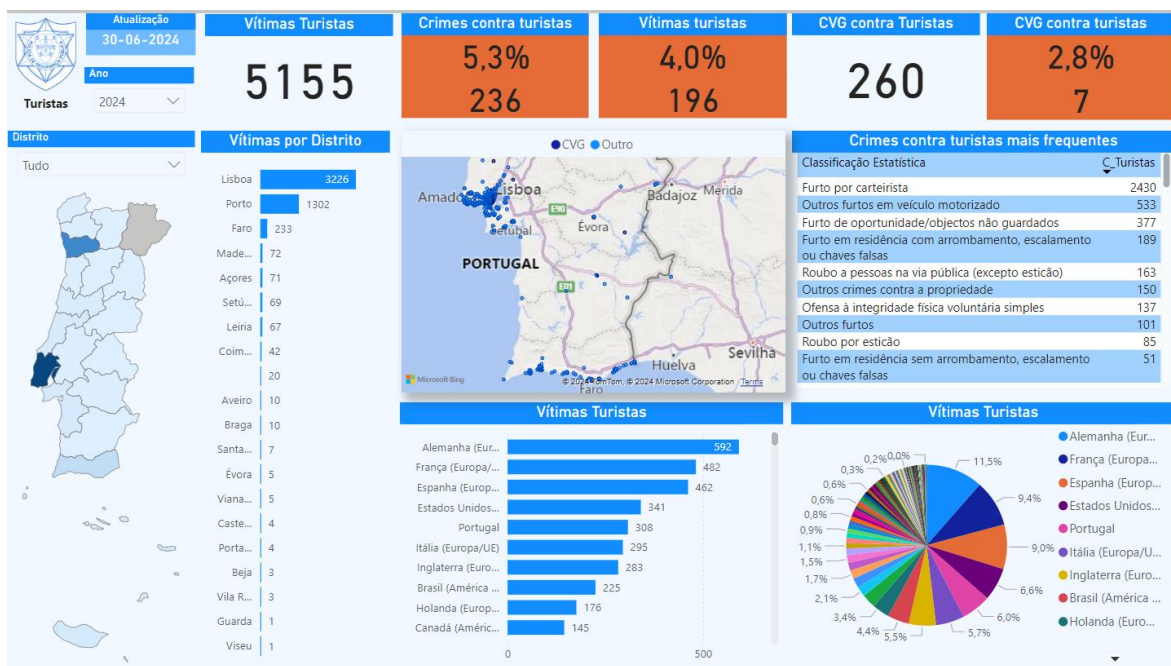 Atualização
30-06-2024
Ano
2024
Turistas
Vítimas Turistas
5155
Crimes contra turistas
5,3%
236
Vítimas turistas
4,0%
196
CVG contra Turistas
260
CVG contra turistas
2,8%
7
Distrito
Tudo
Vítimas por Distrito
Lisboa 3226
Porto 1302
Faro 233
Made... 72
Açores 71
Setú... 69
Leiria 67
Coim... 42
20
Aveiro 10
Braga 10
Santa... 7
Évora 5
Viana... 5
Caste... 4
Porta... 4
Beja 3
Vila R... 3
Guarda 1
Viseu 1
CVG Outro
Amado
Lisboa
Setúbal
E90
Évora
Badajoz
Mérida
PORTUGAL
E01
Sevilha
Huelva
Faro
Microsoft Bing
© 2024 TomTom, © 2024 Microsoft Corporation Terms
Crimes contra turistas mais frequentes
Classificação Estatística C_Turistas
Furto por carteirista 2430
Outros furtos em veículo motorizado 533
Furto de oportunidade/objectos não guardados 377
Furto em residência com arrombamento, escalamento 189
ou chaves falsas
Roubo a pessoas na via pública (excepto esticão) 163
Outros crimes contra a propriedade 150
Ofensa à integridade física voluntária simples 137
Outros furtos 101
Roubo por esticão 85
Furto em residência sem arrombamento, escalamento 51
ou chaves falsas
Vítimas Turistas
Alemanha (Eur... 592
França (Europa/... 482
Espanha (Europ... 462
Estados Unidos... 341
Portugal 308
Itália (Europa/UE) 295
Inglaterra (Euro... 283
Brasil (América ... 225
Holanda (Europ... 176
Canadá (Améric... 145
0 500
Vítimas Turistas
11,5%
9,4%
9,0%
6,6%
6,0%
5,7%
5,5%
4,4%
3,4%
2,1%
1,7%
1,5%
1,1%
0,9%
0,8%
0,6%
0,6%
0,3%
0,2%
0,0%
Alemanha (Eur...
França (Europa...
Espanha (Europ...
Estados Unidos...
Portugal
Itália (Europa/U...
Inglaterra (Euro...
Brasil (América ...
Holanda (Euro...